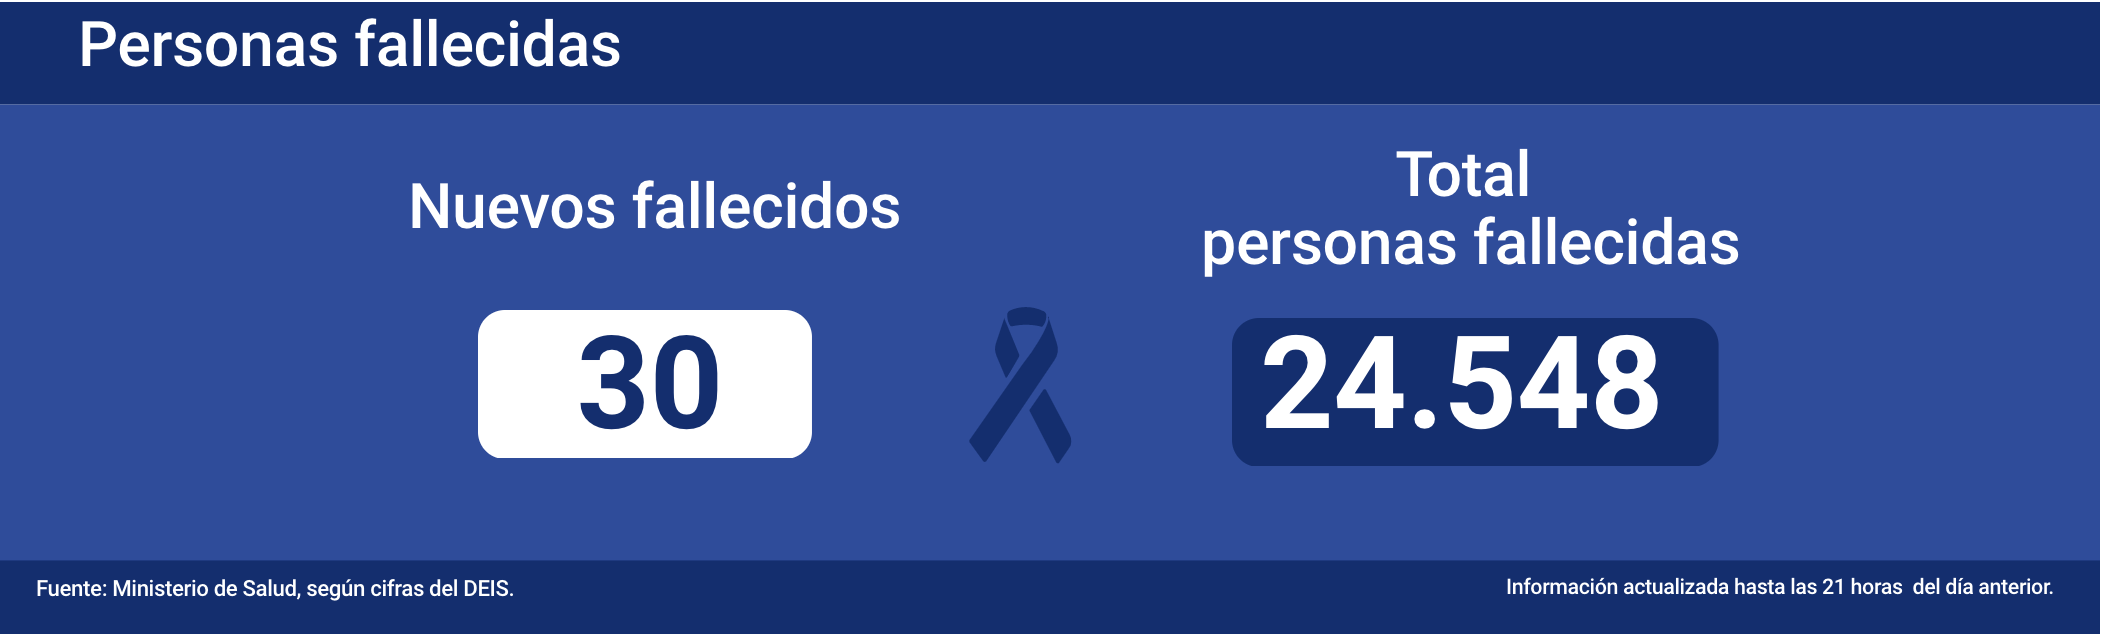 Personas fallecidas
Nuevos fallecidos
30
Total
personas fallecidas
24.548
Fuente: Ministerio de Salud, según cifras del DEIS.
Información actualizada hasta las 21 horas  del día anterior.